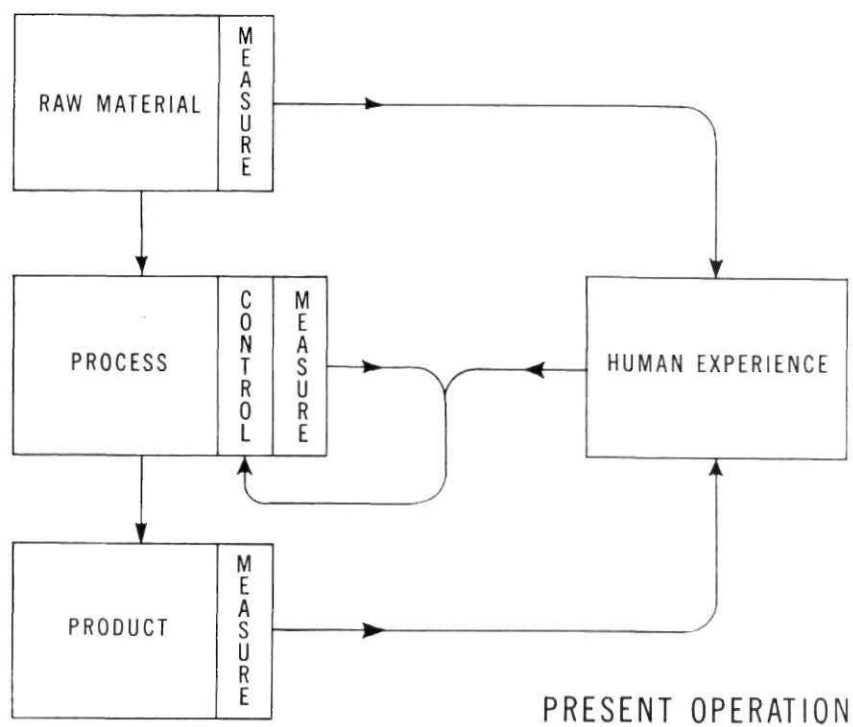 RAW MATERIAL
MEASURE
PROCESS
CONTROL
MEASURE
HUMAN EXPERIENCE
PRODUCT
MEASURE
PRESENT OPERATION